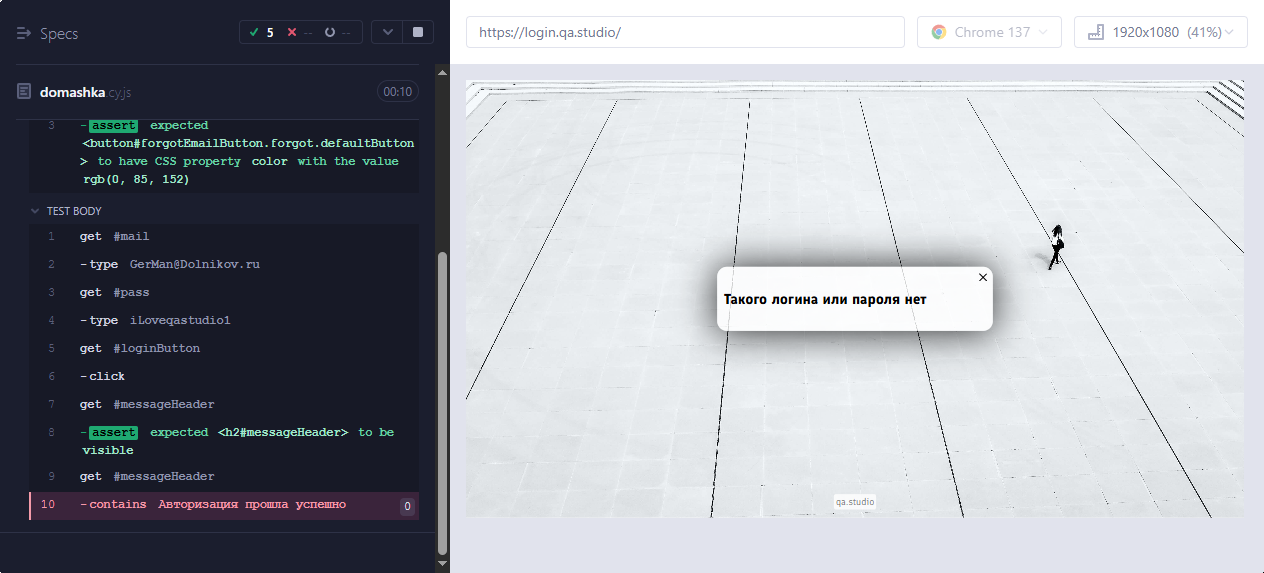 Specs
5
--
--
domashka.cy.js
00:10
3 -assert expected
<button#forgotEmailButton.forgot.defaultButton
> to have CSS property color with the value
rgb(0, 85, 152)
TEST BODY
1 get #mail
2 -type GerMan@Dolnikov.ru
3 get #pass
4 -type iLoveqastudio1
5 get #loginButton
6 -click
7 get #messageHeader
8 -assert expected <h2#messageHeader> to be
visible
9 get #messageHeader
10 -contains Авторизация прошла успешно 0
https://login.qa.studio/
Chrome 137
1920x1080 (41%)
Такого логина или пароля нет
qa.studio